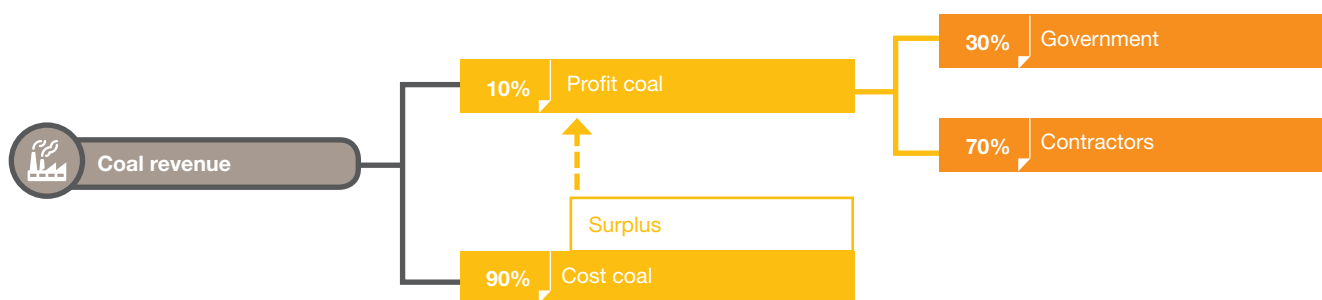 Coal revenue
10% Profit coal
Surplus
90% Cost coal
30% Government
70% Contractors